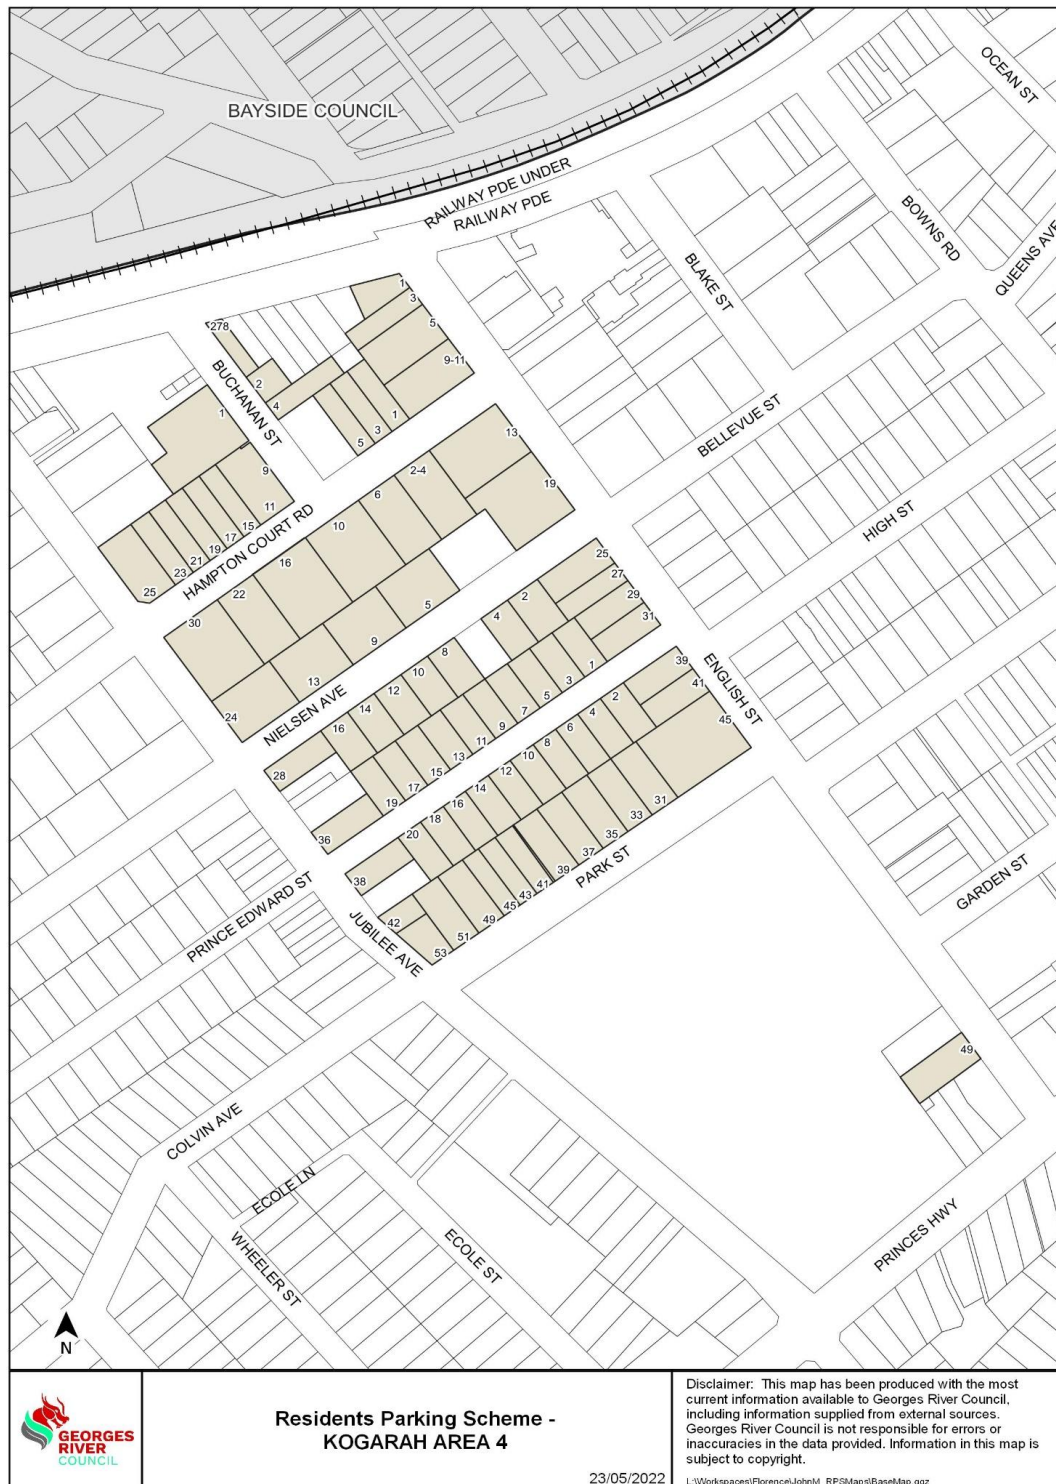 BAYSIDE COUNCIL
OCEAN ST
RAILWAY PDE UNDER
RAILWAY PDE
BOWNS RD
QUEENS AVE
BLAKE ST
1
3
5
9-11
278
2
4
BUCHANAN ST
1
1
3
5
BELLEVUE ST
13
2-4
6
10
16
22
30
19
9
11
15
17
19
21
23
25
HAMPTON COURT RD
HIGH ST
25
27
29
31
5
9
13
24
NIELSEN AVE
2
4
8
10
12
14
16
28
1
3
5
7
9
11
13
15
17
19
36
ENGLISH ST
39
41
45
2
4
6
8
10
12
14
16
18
20
38
31
33
35
37
39
41
43
45
49
51
53
42
PARK ST
GARDEN ST
PRINCE EDWARD ST
JUBILEE AVE
49
COLVIN AVE
ECOLE LN
WHEELER ST
ECOLE ST
PRINCES HWY
N
GEORGES
RIVER
COUNCIL
Residents Parking Scheme -
KOGARAH AREA 4
23/05/2022
Disclaimer: This map has been produced with the most
current information available to Georges River Council,
including information supplied from external sources.
Georges River Council is not responsible for errors or
inaccuracies in the data provided. Information in this map is
subject to copyright.
L:\Workspaces\Florence\JohnM_RPSMaps\BaseMap.qgz